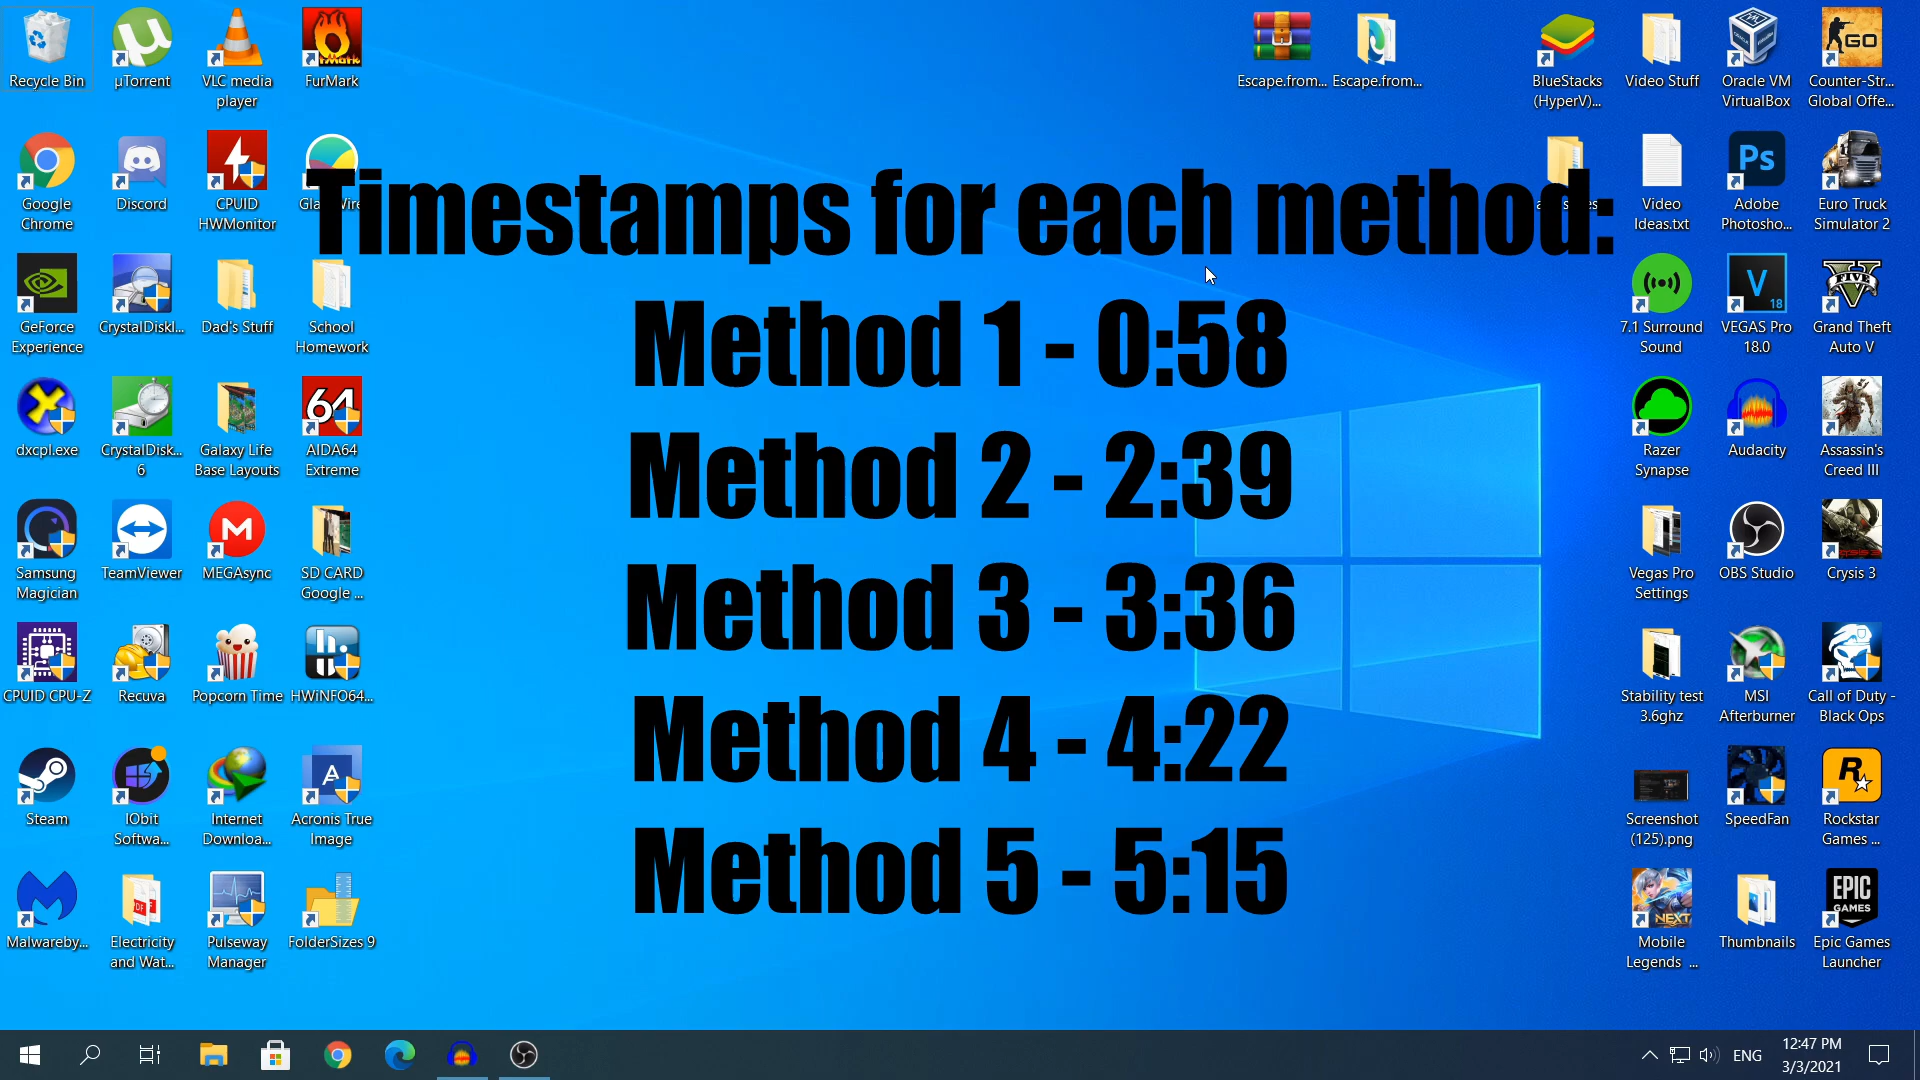 Timestamps for each method:
Method 1 - 0:58
Method 2 - 2:39
Method 3 - 3:36
Method 4 - 4:22
Method 5 - 5:15
Recycle Bin
µTorrent
VLC media
player
FurMark
Google
Chrome
Discord
CPUID
HWMonitor
GeForce
Experience
CrystalDiskI...
Dad's Stuff
School
Homework
dxcpl.exe
CrystalDisk...
6
Galaxy Life
Base Layouts
64
AIDA64
Extreme
Samsung
Magician
TeamViewer
MEGAsync
SD CARD
Google ...
CPUID CPU-Z
Recuva
Popcorn Time
HWiNFO64...
Steam
IObit
Softwa...
Internet
Downloa...
Acronis True
Image
Malwareby...
Electricity
and Wat...
Pulseway
Manager
FolderSizes 9
Escape.from...
Escape.from...
BlueStacks
(HyperV)...
Video Stuff
Oracle VM
VirtualBox
GO
Counter-Str...
Global Offe...
Video
Ideas.txt
Ps
Adobe
Photosho...
Euro Truck
Simulator 2
7.1 Surround
Sound
V
18
VEGAS Pro
18.0
FIVE
Grand Theft
Auto V
Razer
Synapse
Audacity
Assassin's
Creed III
Vegas Pro
Settings
OBS Studio
Crysis 3
Stability test
3.6ghz
MSI
Afterburner
Call of Duty -
Black Ops
Screenshot
(125).png
SpeedFan
Rockstar
Games ...
NEXT
Mobile
Legends ...
Thumbnails
EPIC
GAMES
Epic Games
Launcher
ENG
12:47 PM
3/3/2021